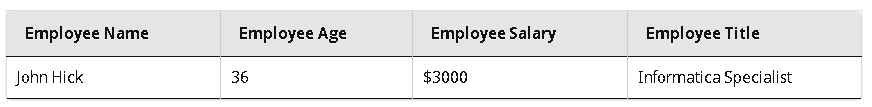 Employee Name Employee Age Employee Salary Employee Title
John Hick 36 $3000 Informatica Specialist